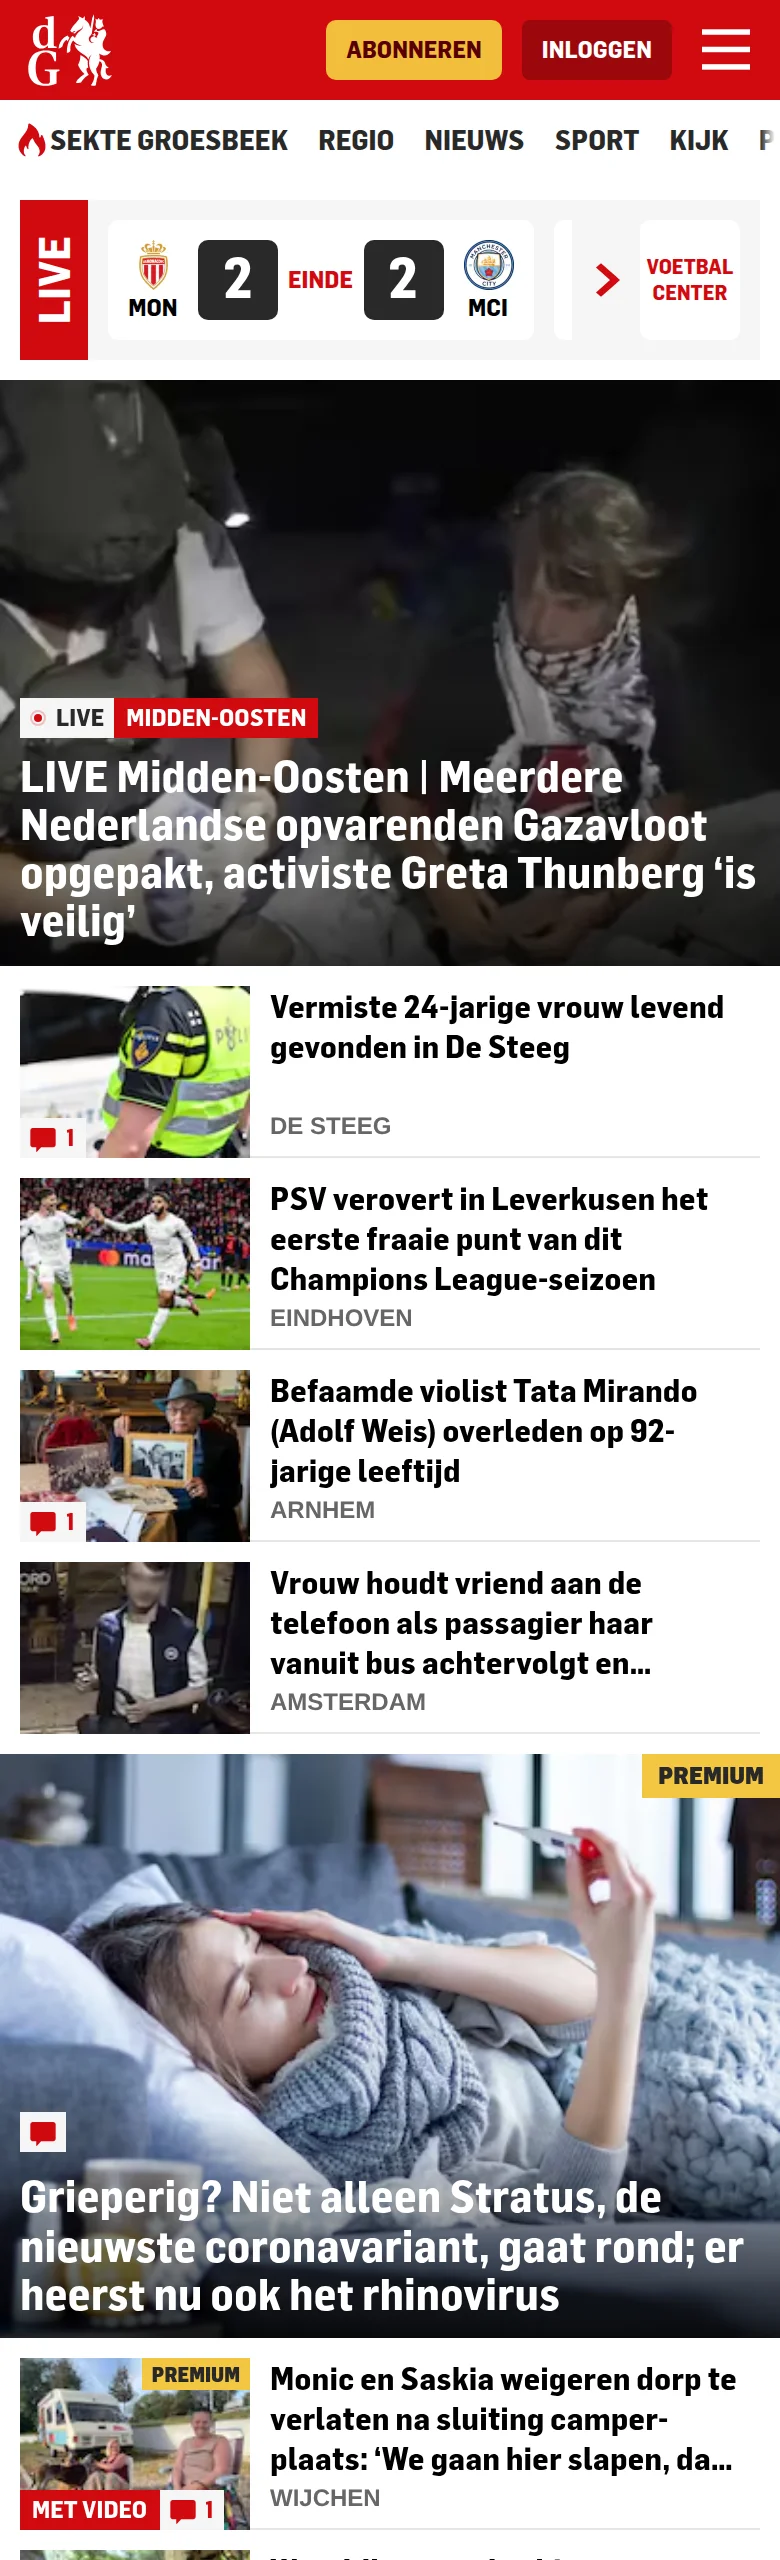 d
G
ABONNEREN
INLOGGEN
SEKTE GROESBEEK
REGIO
NIEUWS
SPORT
KIJK
P
LIVE
MON
2
EINDE
2
MCI
VOETBAL
CENTER
LIVE
MIDDEN-OOSTEN
LIVE Midden-Oosten | Meerdere
Nederlandse opvarenden Gazavloot
opgepakt, activiste Greta Thunberg ‘is
veilig’
1
Vermiste 24-jarige vrouw levend
gevonden in De Steeg
DE STEEG
PSV verovert in Leverkusen het
eerste fraaie punt van dit
Champions League-seizoen
EINDHOVEN
1
Befaamde violist Tata Mirando
(Adolf Weis) overleden op 92-
jarige leeftijd
ARNHEM
Vrouw houdt vriend aan de
telefoon als passagier haar
vanuit bus achtervolgt en...
AMSTERDAM
PREMIUM
Grieperig? Niet alleen Stratus, de
nieuwste coronavariant, gaat rond; er
heerst nu ook het rhinovirus
PREMIUM
MET VIDEO
1
Monic en Saskia weigeren dorp te
verlaten na sluiting camper-
plaats: ‘We gaan hier slapen, da...
WIJCHEN